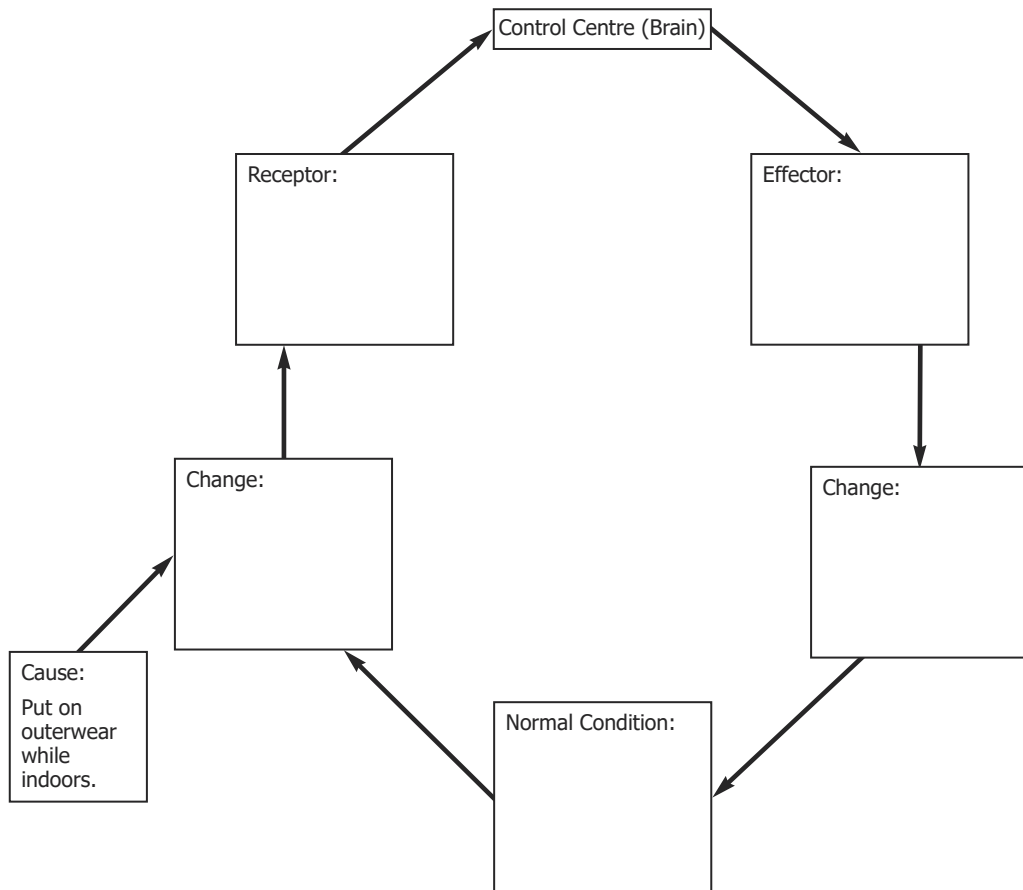 Control Centre (Brain)
Receptor:
Effector:
Change:
Change:
Cause:
Put on
outerwear
while
indoors.
Normal Condition: